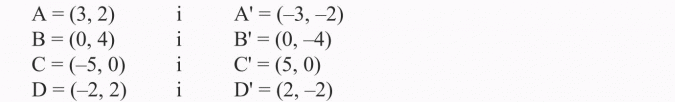 A = (3, 2) i A' = (–3, –2)
B = (0, 4) i B' = (0, –4)
C = (–5, 0) i C' = (5, 0)
D = (–2, 2) i D' = (2, –2)